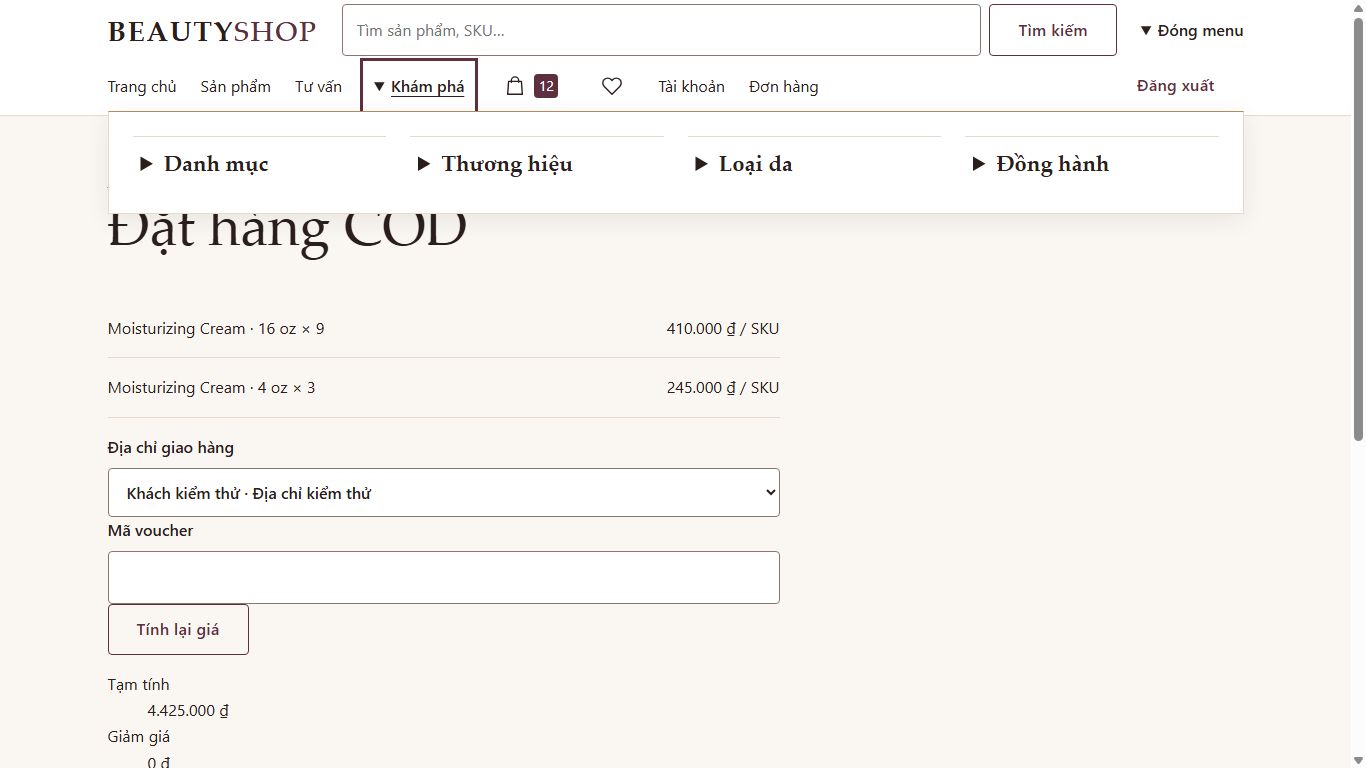 BEAUTYSHOP
Tìm sản phẩm, SKU...
Tìm kiếm
▼ Đóng menu
Trang chủ
Sản phẩm
Tư vấn
▼ Khám phá
12
Tài khoản
Đơn hàng
Đăng xuất
▶ Danh mục
▶ Thương hiệu
▶ Loại da
▶ Đồng hành
Đặt hàng COD
Moisturizing Cream · 16 oz × 9
410.000 ₫ / SKU
Moisturizing Cream · 4 oz × 3
245.000 ₫ / SKU
Địa chỉ giao hàng
Khách kiểm thử · Địa chỉ kiểm thử
Mã voucher
Tính lại giá
Tạm tính
4.425.000 ₫
Giảm giá
0 ₫